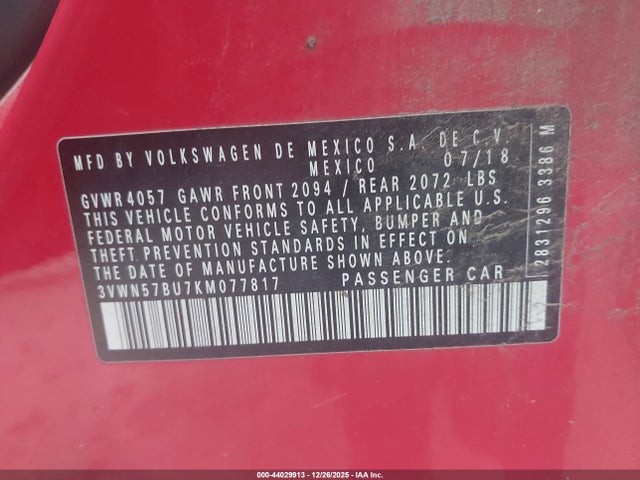 MFD BY VOLKSWAGEN DE MEXICO S.A. DE C.V.
MEXICO 07/18
GVWR 4057 GAWR FRONT 2094 / REAR 2072 LBS
THIS VEHICLE CONFORMS TO ALL APPLICABLE U.S.
FEDERAL MOTOR VEHICLE SAFETY, BUMPER AND
THEFT PREVENTION STANDARDS IN EFFECT ON
THE DATE OF MANUFACTURE SHOWN ABOVE.
3VWN57BU7KM077817 PASSENGER CAR
2831296 3386 M
000-44029913 - 12/26/2025 - IAA Inc.